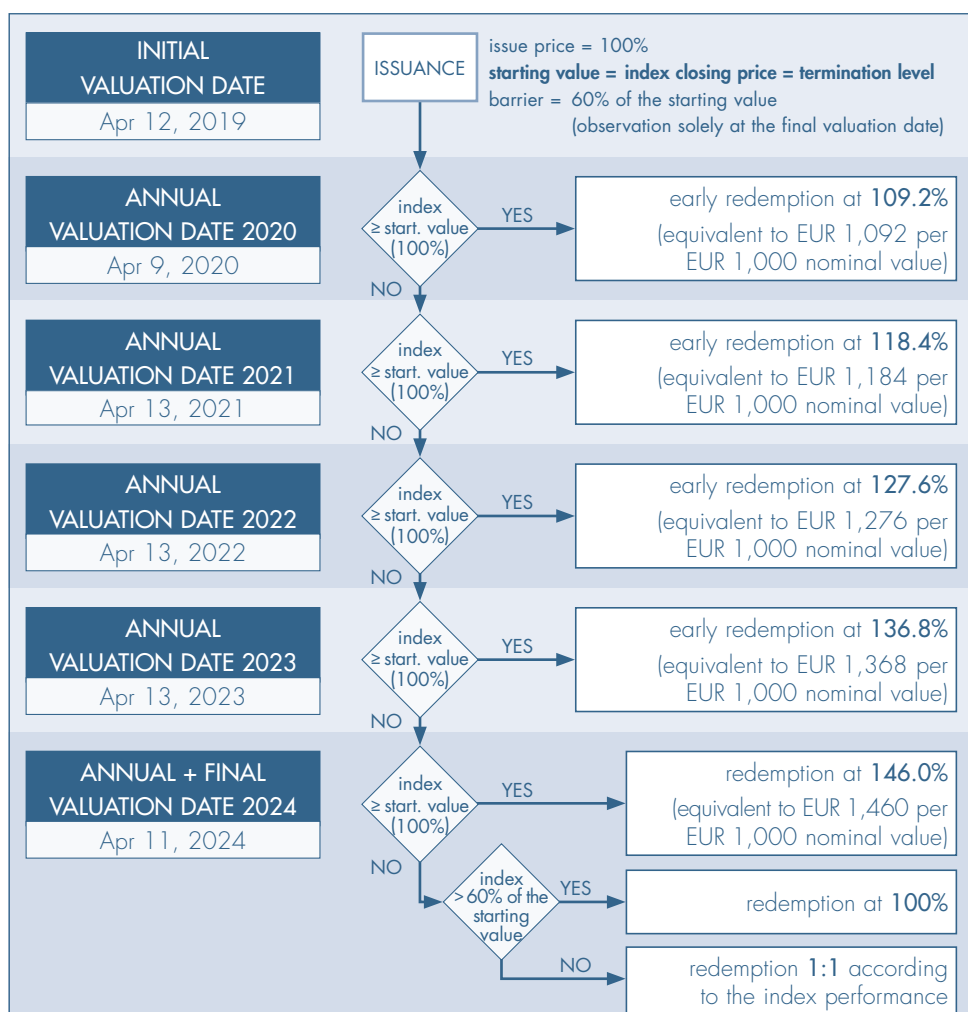 INITIAL
VALUATION DATE
Apr 12, 2019
ISSUANCE
issue price = 100%
starting value = index closing price = termination level
barrier = 60% of the starting value
(observation solely at the final valuation date)
ANNUAL
VALUATION DATE 2020
Apr 9, 2020
index
≥ start. value
(100%)
YES
NO
early redemption at 109.2%
(equivalent to EUR 1,092 per
EUR 1,000 nominal value)
ANNUAL
VALUATION DATE 2021
Apr 13, 2021
index
≥ start. value
(100%)
YES
NO
early redemption at 118.4%
(equivalent to EUR 1,184 per
EUR 1,000 nominal value)
ANNUAL
VALUATION DATE 2022
Apr 13, 2022
index
≥ start. value
(100%)
YES
NO
early redemption at 127.6%
(equivalent to EUR 1,276 per
EUR 1,000 nominal value)
ANNUAL
VALUATION DATE 2023
Apr 13, 2023
index
≥ start. value
(100%)
YES
NO
early redemption at 136.8%
(equivalent to EUR 1,368 per
EUR 1,000 nominal value)
ANNUAL + FINAL
VALUATION DATE 2024
Apr 11, 2024
index
≥ start. value
(100%)
YES
NO
redemption at 146.0%
(equivalent to EUR 1,460 per
EUR 1,000 nominal value)
index
>60% of the
starting
value
YES
redemption at 100%
NO
redemption 1:1 according
to the index performance